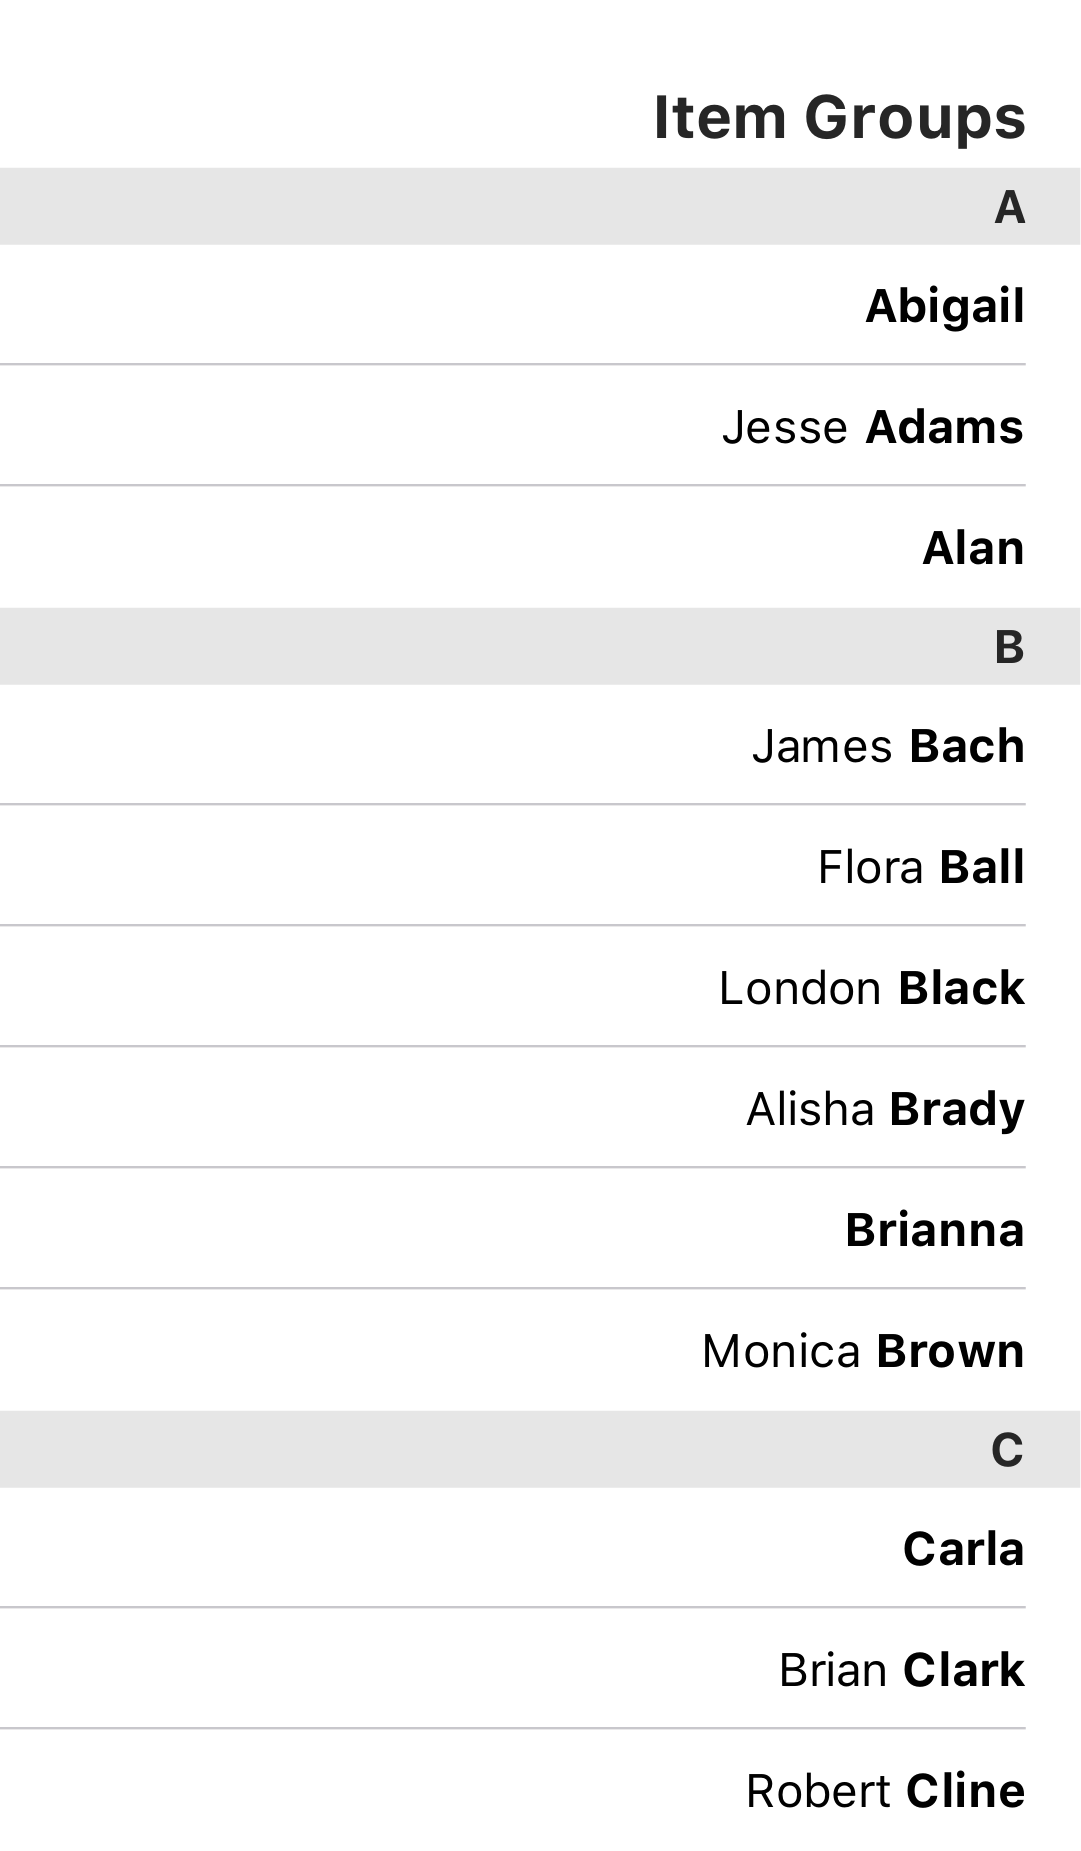 Item Groups
A
Abigail
Jesse Adams
Alan
B
James Bach
Flora Ball
London Black
Alisha Brady
Brianna
Monica Brown
C
Carla
Brian Clark
Robert Cline